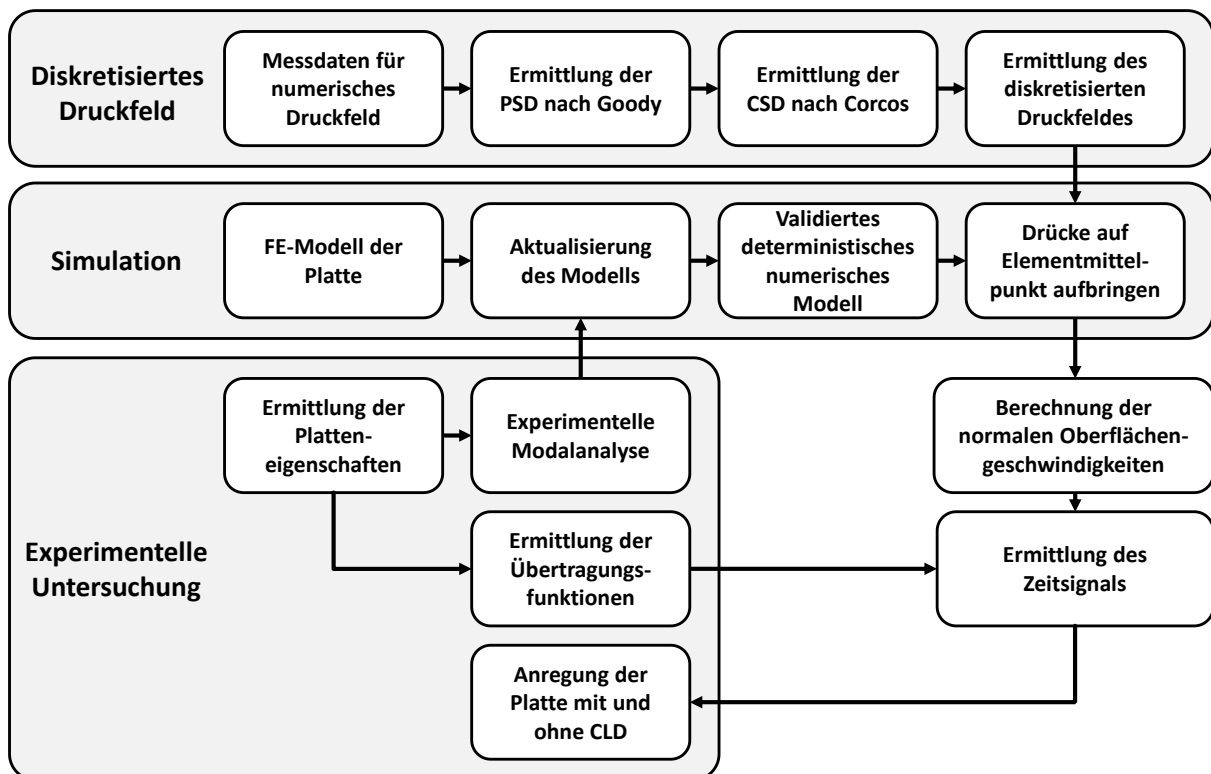 Diskretisiertes
Druckfeld
Messdaten für
numerisches
Druckfeld
Ermittlung der
PSD nach Goody
Ermittlung der
CSD nach Corcos
Ermittlung des
diskretisierten
Druckfeldes
Simulation
FE-Modell der
Platte
Aktualisierung
des Modells
Validiertes
deterministisches
numerisches
Modell
Drücke auf
Elementmittel-
punkt aufbringen
Experimentelle
Untersuchung
Ermittlung der
Platten-
eigenschaften
Experimentelle
Modalanalyse
Berechnung der
normalen Oberflächen-
geschwindigkeiten
Ermittlung der
Übertragungs-
funktionen
Ermittlung des
Zeitsignals
Anregung der
Platte mit und
ohne CLD